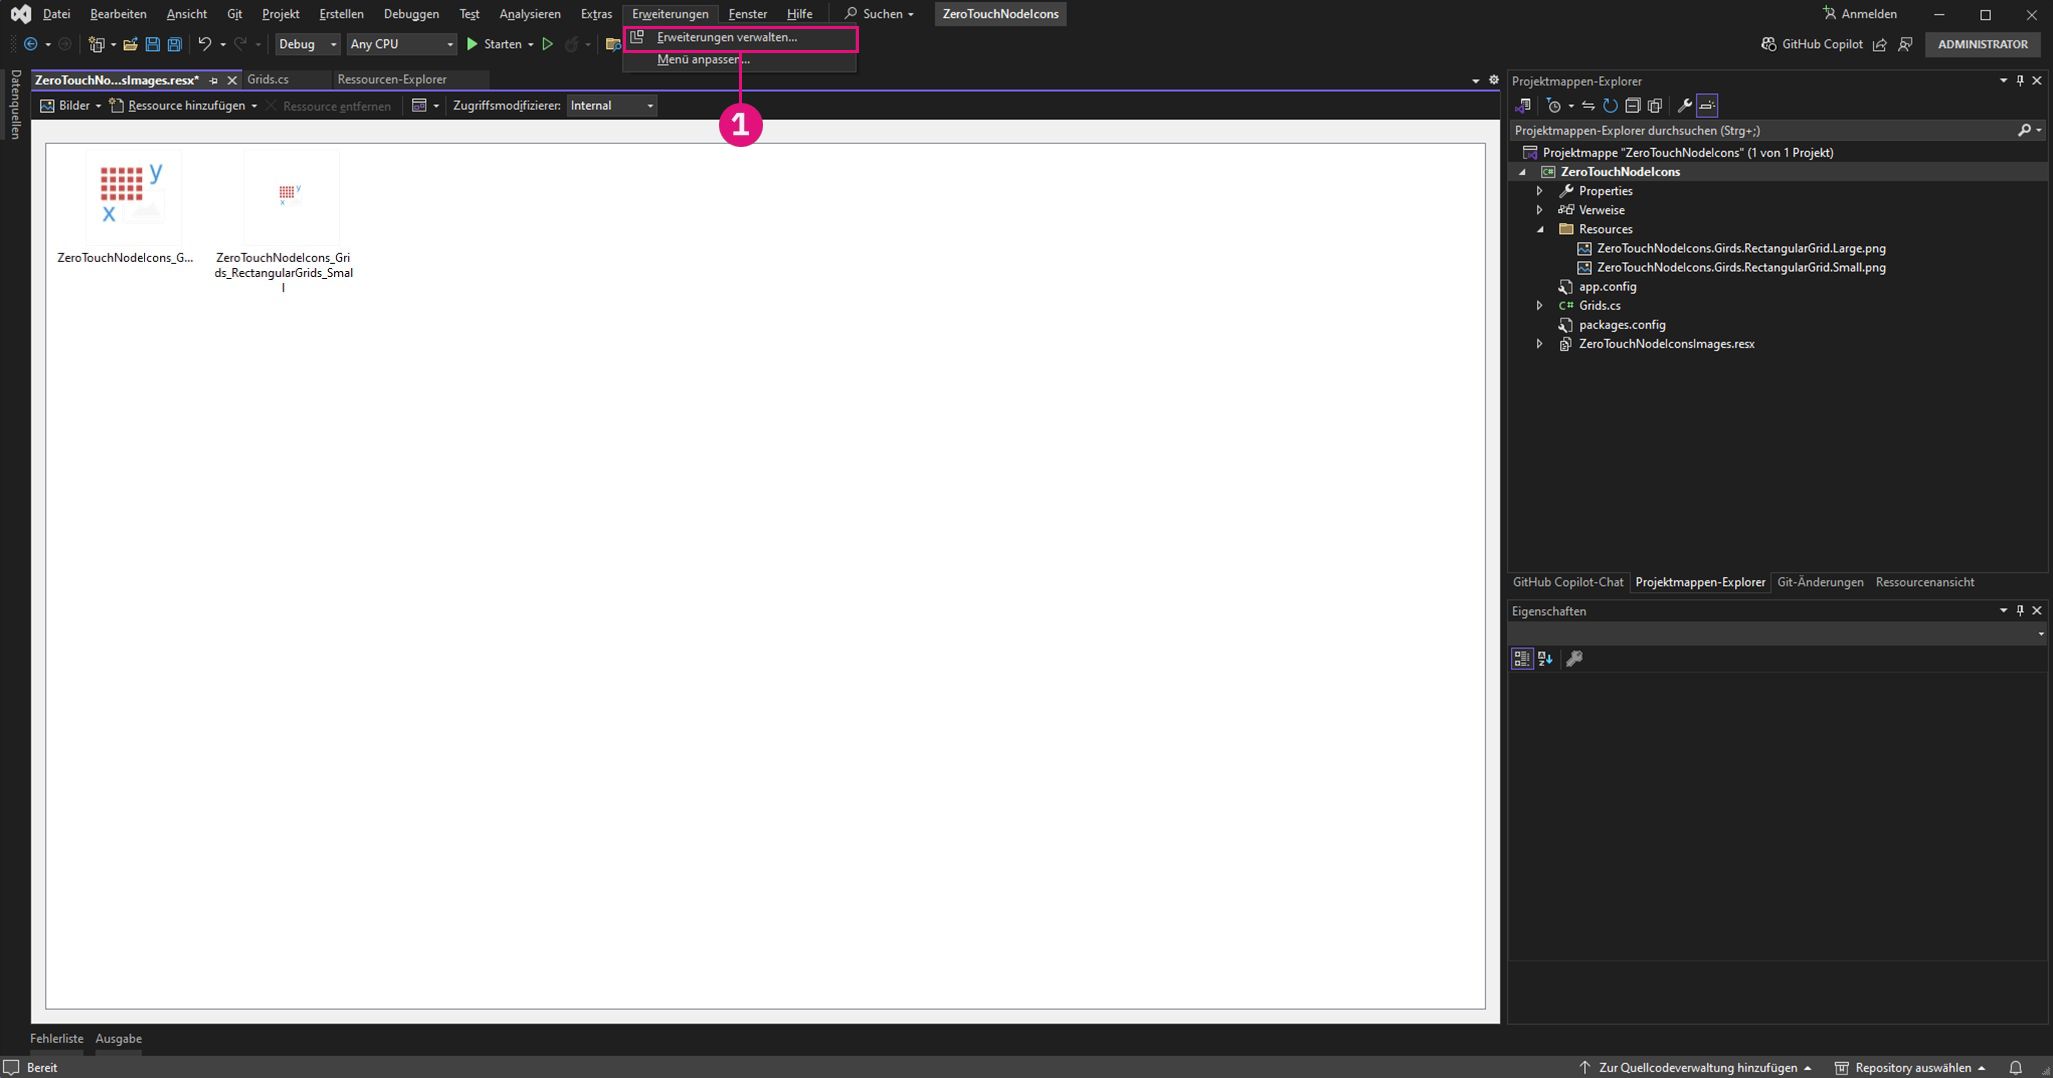 Datei Bearbeiten Ansicht Git Projekt Erstellen Debuggen Test Analysieren Extras Erweiterungen Fenster Hilfe Suchen ZeroTouchNodeIcons Anmelden
Debug Any CPU Starten GitHub Copilot ADMINISTRATOR
Erweiterungen verwalten...
Menü anpassen...
1
Datenquellen
ZeroTouchNo...sImages.resx* Grids.cs Ressourcen-Explorer
Bilder Ressource hinzufügen Ressource entfernen Zugriffsmodifizierer: Internal
y
x
ZeroTouchNodeIcons_G...
y
x
ZeroTouchNodeIcons_Gri
ds_RectangularGrids_Smal
l
Projektmappen-Explorer
Projektmappen-Explorer durchsuchen (Strg+;)
Projektmappe "ZeroTouchNodeIcons" (1 von 1 Projekt)
C# ZeroTouchNodeIcons
Properties
Verweise
Resources
ZeroTouchNodeIcons.Girds.RectangularGrid.Large.png
ZeroTouchNodeIcons.Girds.RectangularGrid.Small.png
app.config
C# Grids.cs
packages.config
ZeroTouchNodeIconsImages.resx
GitHub Copilot-Chat Projektmappen-Explorer Git-Änderungen Ressourcenansicht
Eigenschaften
Fehlerliste Ausgabe
Bereit Zur Quellcodeverwaltung hinzufügen Repository auswählen